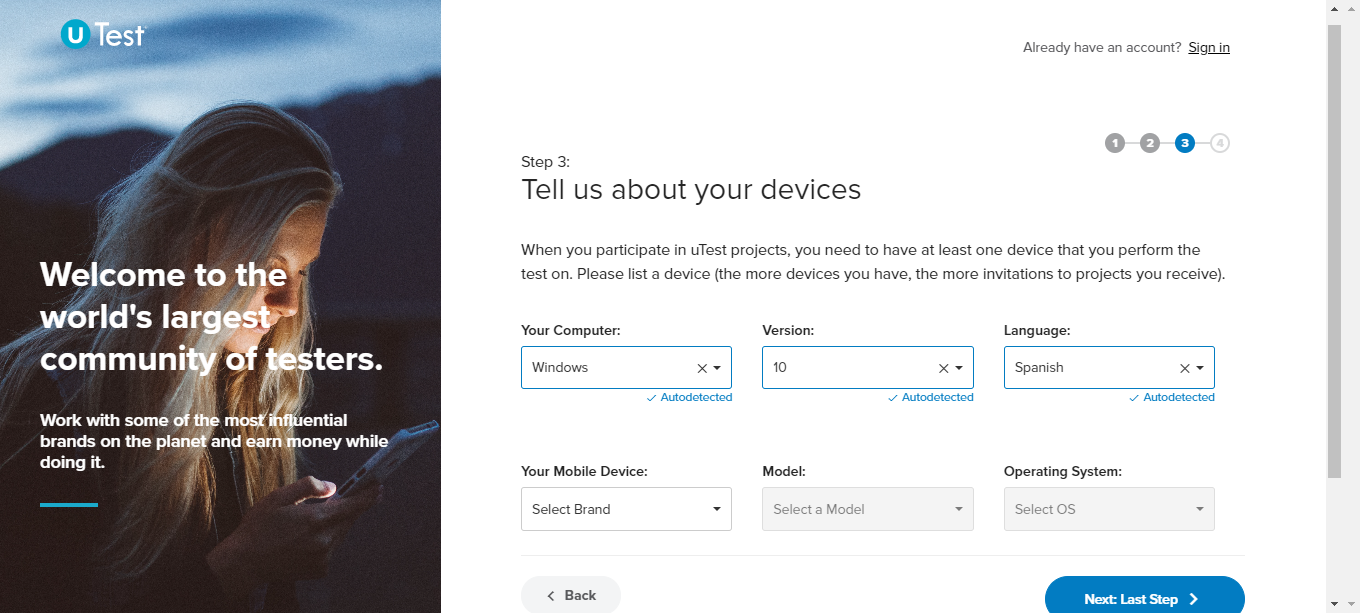 u Test
Already have an account? Sign in
1 2 3 4
Step 3:
Tell us about your devices
When you participate in uTest projects, you need to have at least one device that you perform the
test on. Please list a device (the more devices you have, the more invitations to projects you receive).
Welcome to the
world's largest
community of testers.
Work with some of the most influential
brands on the planet and earn money while
doing it.
Your Computer: Version: Language:
Windows 10 Spanish
Autodetected Autodetected Autodetected
Your Mobile Device: Model: Operating System:
Select Brand Select a Model Select OS
Back Next: Last Step